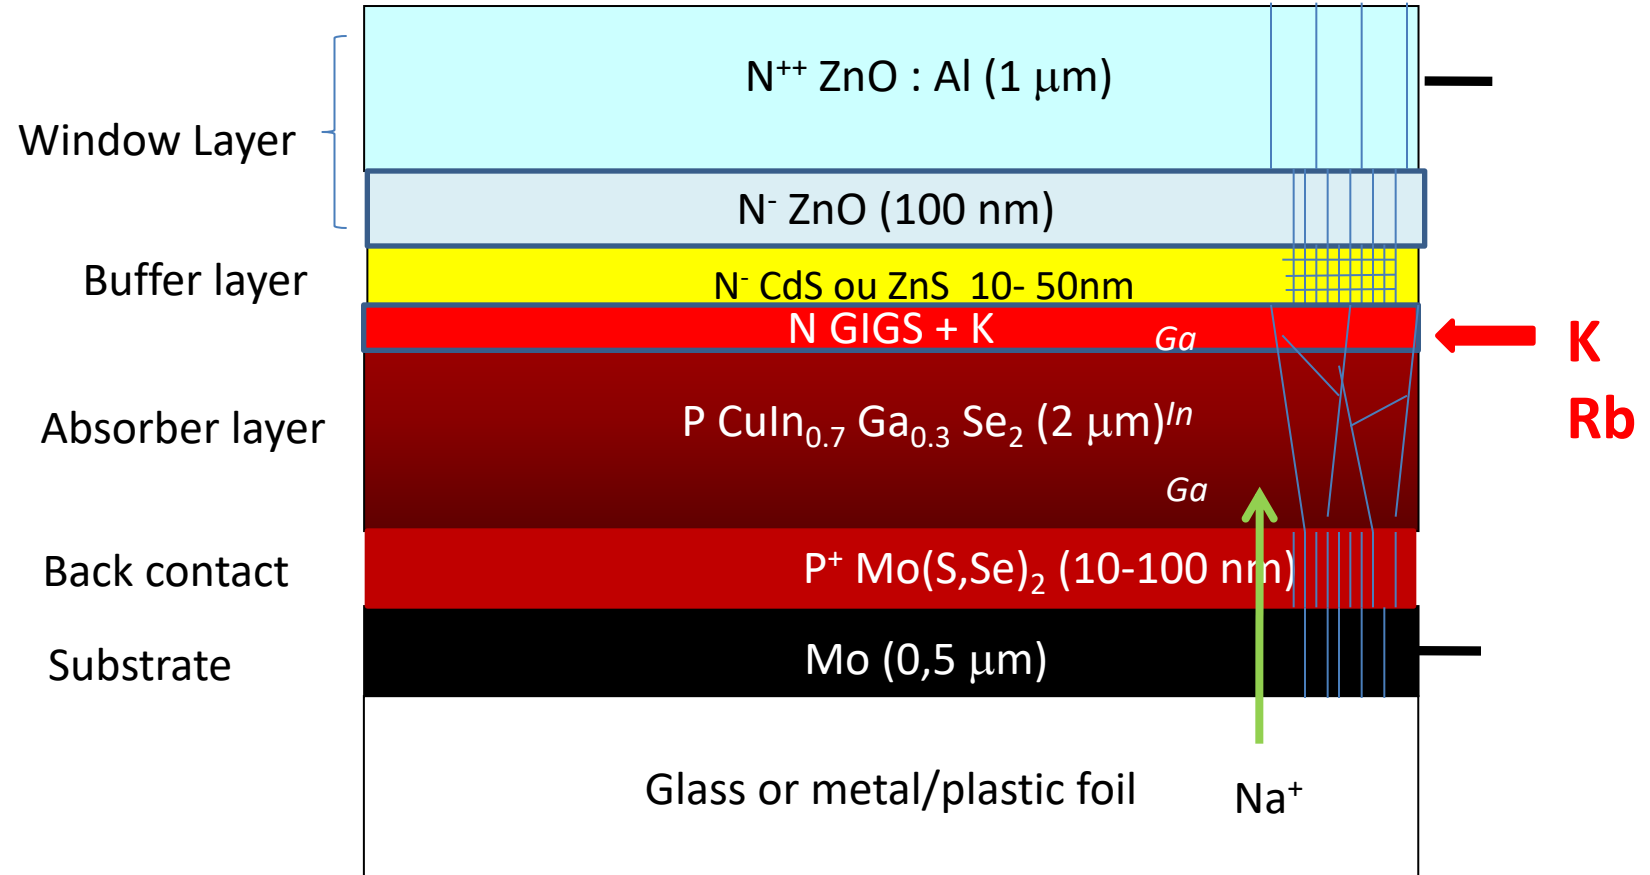 N⁺⁺ ZnO : Al (1 μm)
Window Layer
N⁻ ZnO (100 nm)
Buffer layer
N⁻ CdS ou ZnS 10- 50nm
N GIGS + K
Ga
K
Rb
Absorber layer
P CuIn₀.₇ Ga₀.₃ Se₂ (2 μm)
In
Ga
Back contact
P⁺ Mo(S,Se)₂ (10-100 nm)
Substrate
Mo (0,5 μm)
Glass or metal/plastic foil
Na⁺